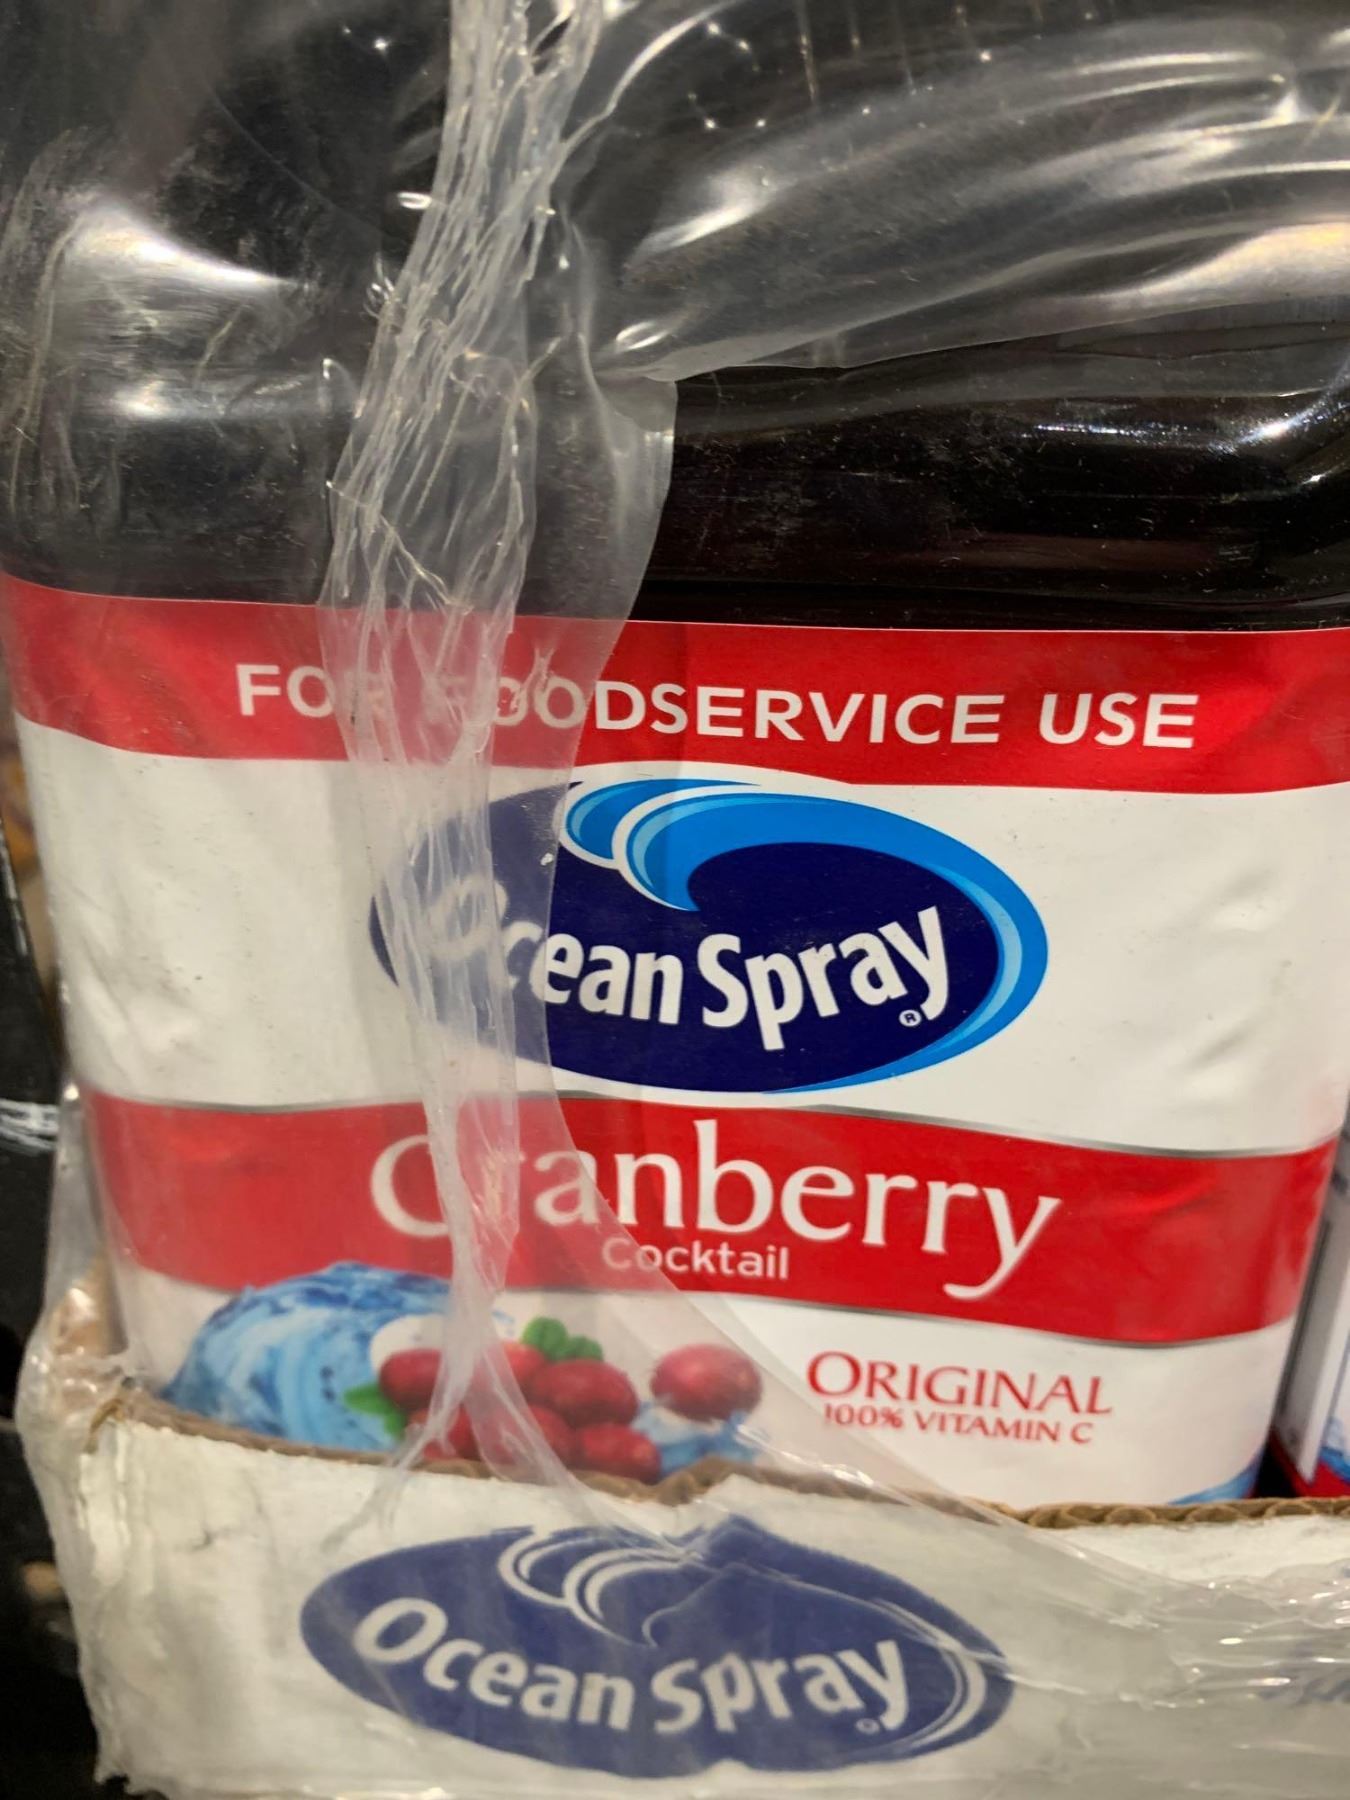 FOR FOODSERVICE USE
Ocean Spray®
Cranberry
Cocktail
ORIGINAL
100% VITAMIN C
Ocean Spray®